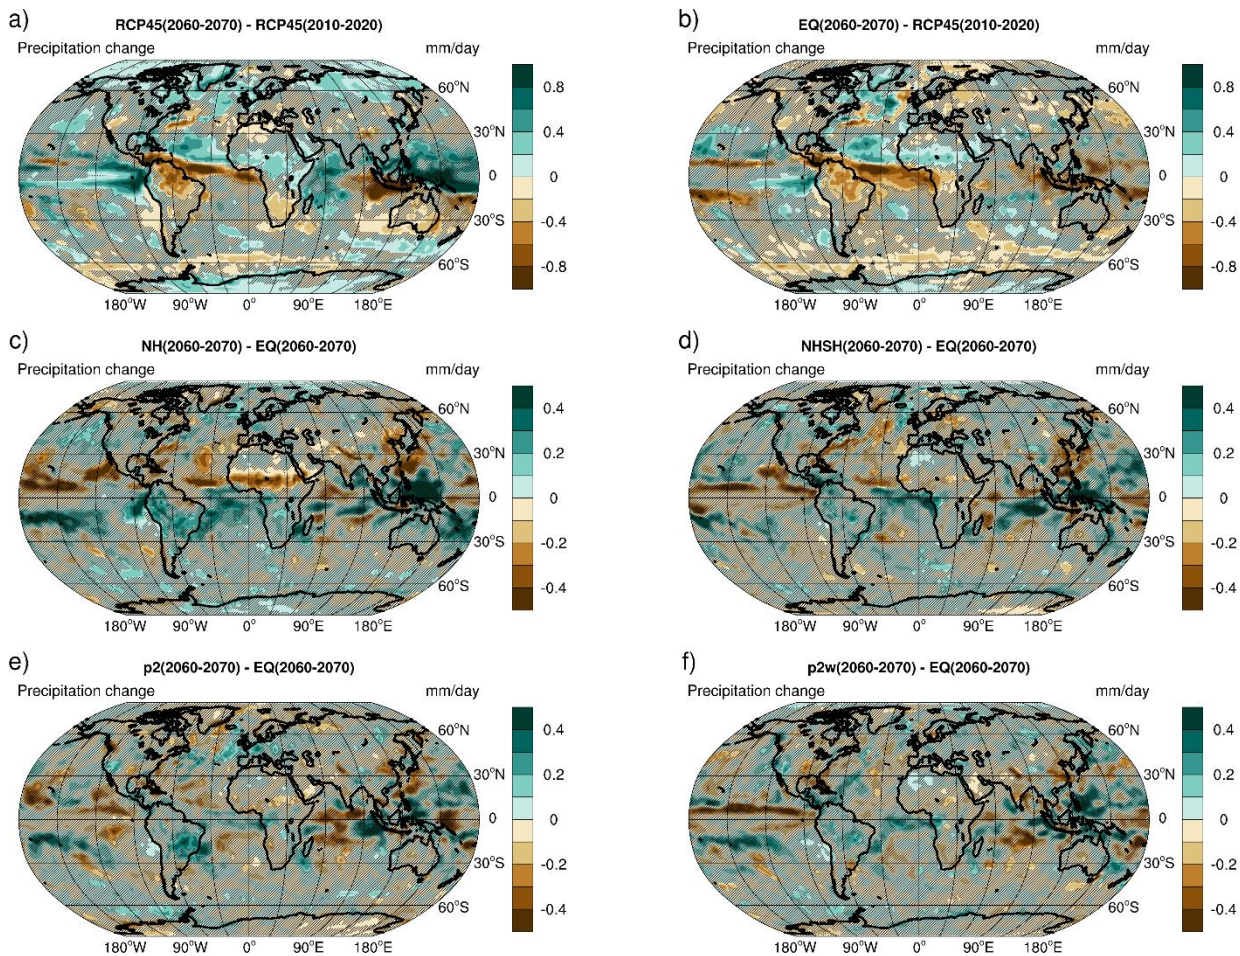 a)
RCP45(2060-2070) - RCP45(2010-2020)
Precipitation change mm/day
0.8
60°N
0.4
30°N
0 0
-0.4
30°S
-0.8
60°S
180°W 90°W 0° 90°E 180°E
b)
EQ(2060-2070) - RCP45(2010-2020)
Precipitation change mm/day
0.8
60°N
0.4
30°N
0 0
-0.4
30°S
-0.8
60°S
180°W 90°W 0° 90°E 180°E
c)
NH(2060-2070) - EQ(2060-2070)
Precipitation change mm/day
0.4
60°N
0.2
30°N
0 0
-0.2
30°S
-0.4
60°S
180°W 90°W 0° 90°E 180°E
d)
NHSH(2060-2070) - EQ(2060-2070)
Precipitation change mm/day
0.4
60°N
0.2
30°N
0 0
-0.2
30°S
-0.4
60°S
180°W 90°W 0° 90°E 180°E
e)
p2(2060-2070) - EQ(2060-2070)
Precipitation change mm/day
0.4
60°N
0.2
30°N
0 0
-0.2
30°S
-0.4
60°S
180°W 90°W 0° 90°E 180°E
f)
p2w(2060-2070) - EQ(2060-2070)
Precipitation change mm/day
0.4
60°N
0.2
30°N
0 0
-0.2
30°S
-0.4
60°S
180°W 90°W 0° 90°E 180°E